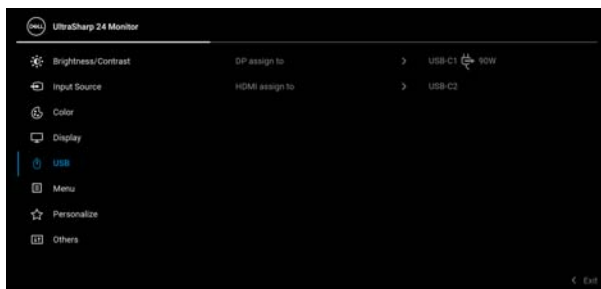 DELL UltraSharp 24 Monitor
Brightness/Contrast DP assign to > USB-C1 90W
Input Source HDMI assign to > USB-C2
Color
Display
USB
Menu
Personalize
Others
< Exit